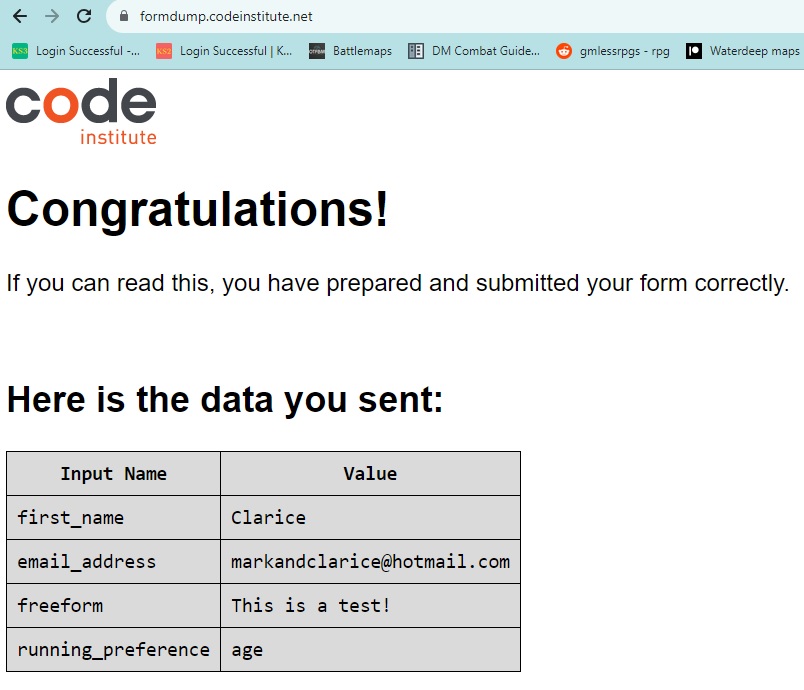 formdump.codeinstitute.net
KS3 Login Successful -... KS2 Login Successful | K... Battlemaps DM Combat Guide... gmlessrpgs - rpg Waterdeep maps
code
institute
Congratulations!
If you can read this, you have prepared and submitted your form correctly.
Here is the data you sent:
Input Name Value
first_name Clarice
email_address markandclarice@hotmail.com
freeform This is a test!
running_preference age